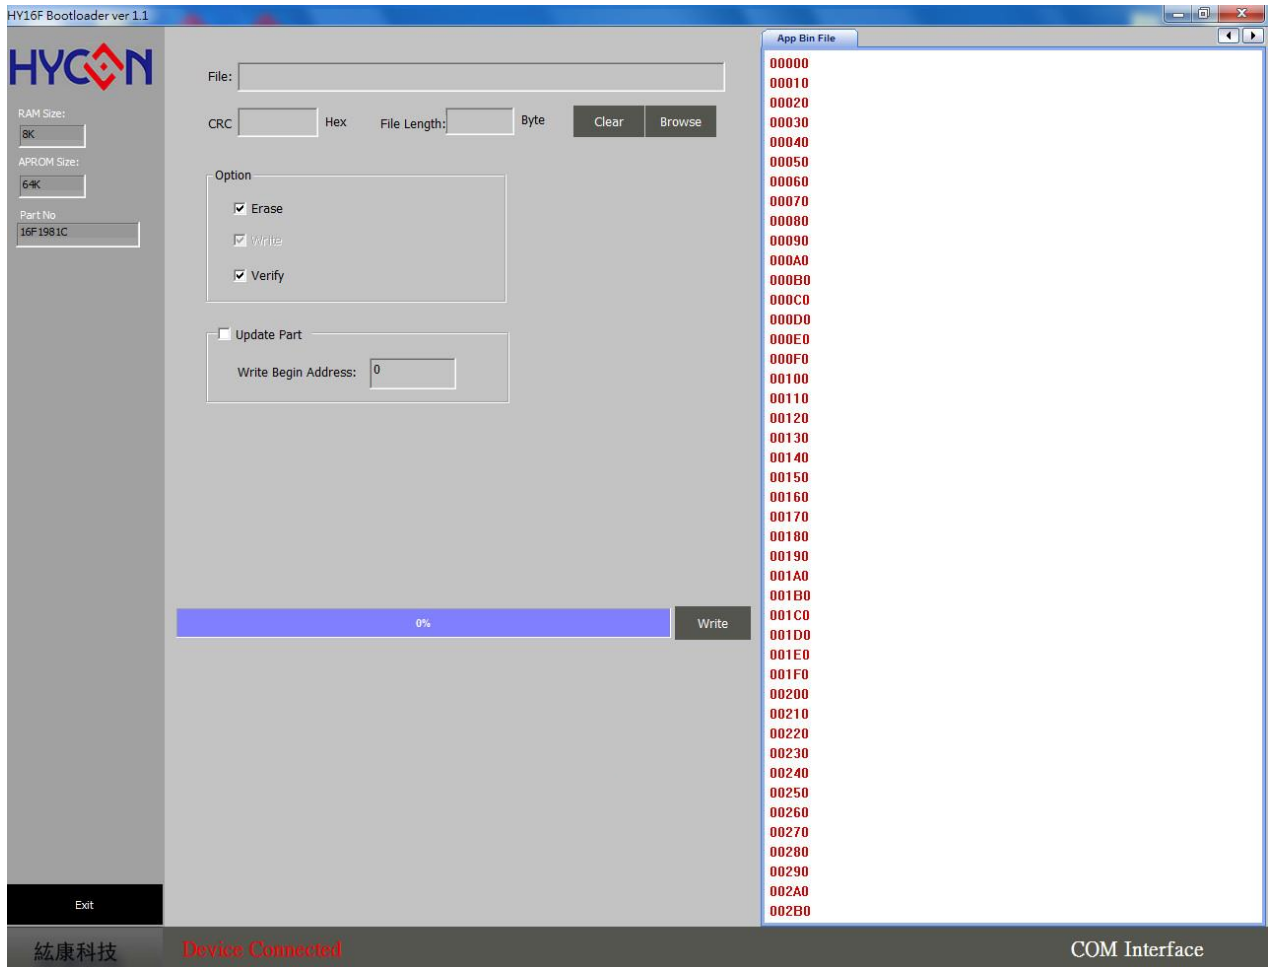 HY16F Bootloader ver 1.1
HYCON
RAM Size:
8K
APROM Size:
64K
Part No
16F1981C
Exit
File:
CRC Hex File Length: Byte Clear Browse
Option
Erase
Write
Verify
Update Part
Write Begin Address: 0
0% Write
App Bin File
00000
00010
00020
00030
00040
00050
00060
00070
00080
00090
000A0
000B0
000C0
000D0
000E0
000F0
00100
00110
00120
00130
00140
00150
00160
00170
00180
00190
001A0
001B0
001C0
001D0
001E0
001F0
00200
00210
00220
00230
00240
00250
00260
00270
00280
00290
002A0
002B0
紘康科技 Device Connected COM Interface